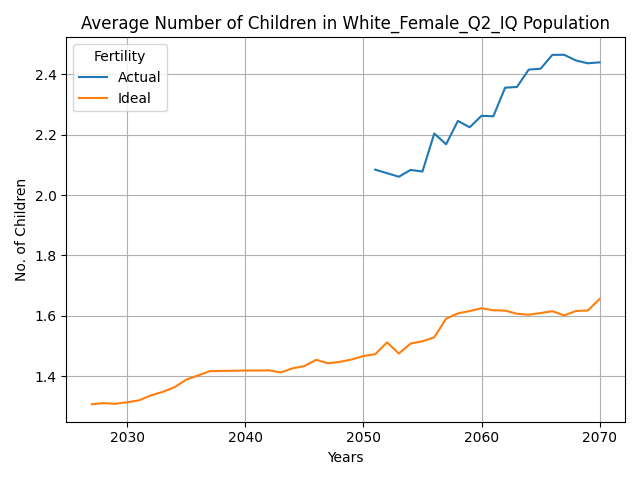 Average Number of Children in White_Female_Q2_IQ Population
Fertility
Actual
Ideal
2.4
2.2
2.0
1.8
1.6
1.4
No. of Children
2030 2040 2050 2060 2070
Years